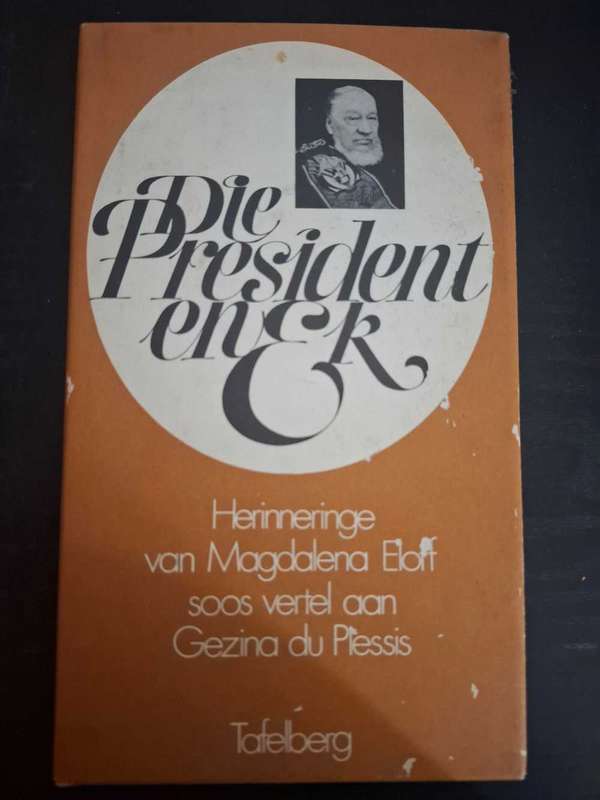 Die
President
en Ek
Herinneringe
van Magdalena Eloff
soos vertel aan
Gezina du Plessis
Tafelberg